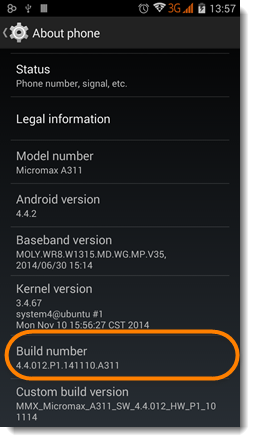 3G 13:57
About phone
Status
Phone number, signal, etc.
Legal information
Model number
Micromax A311
Android version
4.4.2
Baseband version
MOLY.WR8.W1315.MD.WG.MP.V35,
2014/06/30 15:14
Kernel version
3.4.67
system4@ubuntu #1
Mon Nov 10 15:56:27 CST 2014
Build number
4.4.012.P1.141110.A311
Custom build version
MMX_Micromax_A311_SW_4.4.012_HW_P1_10
1114